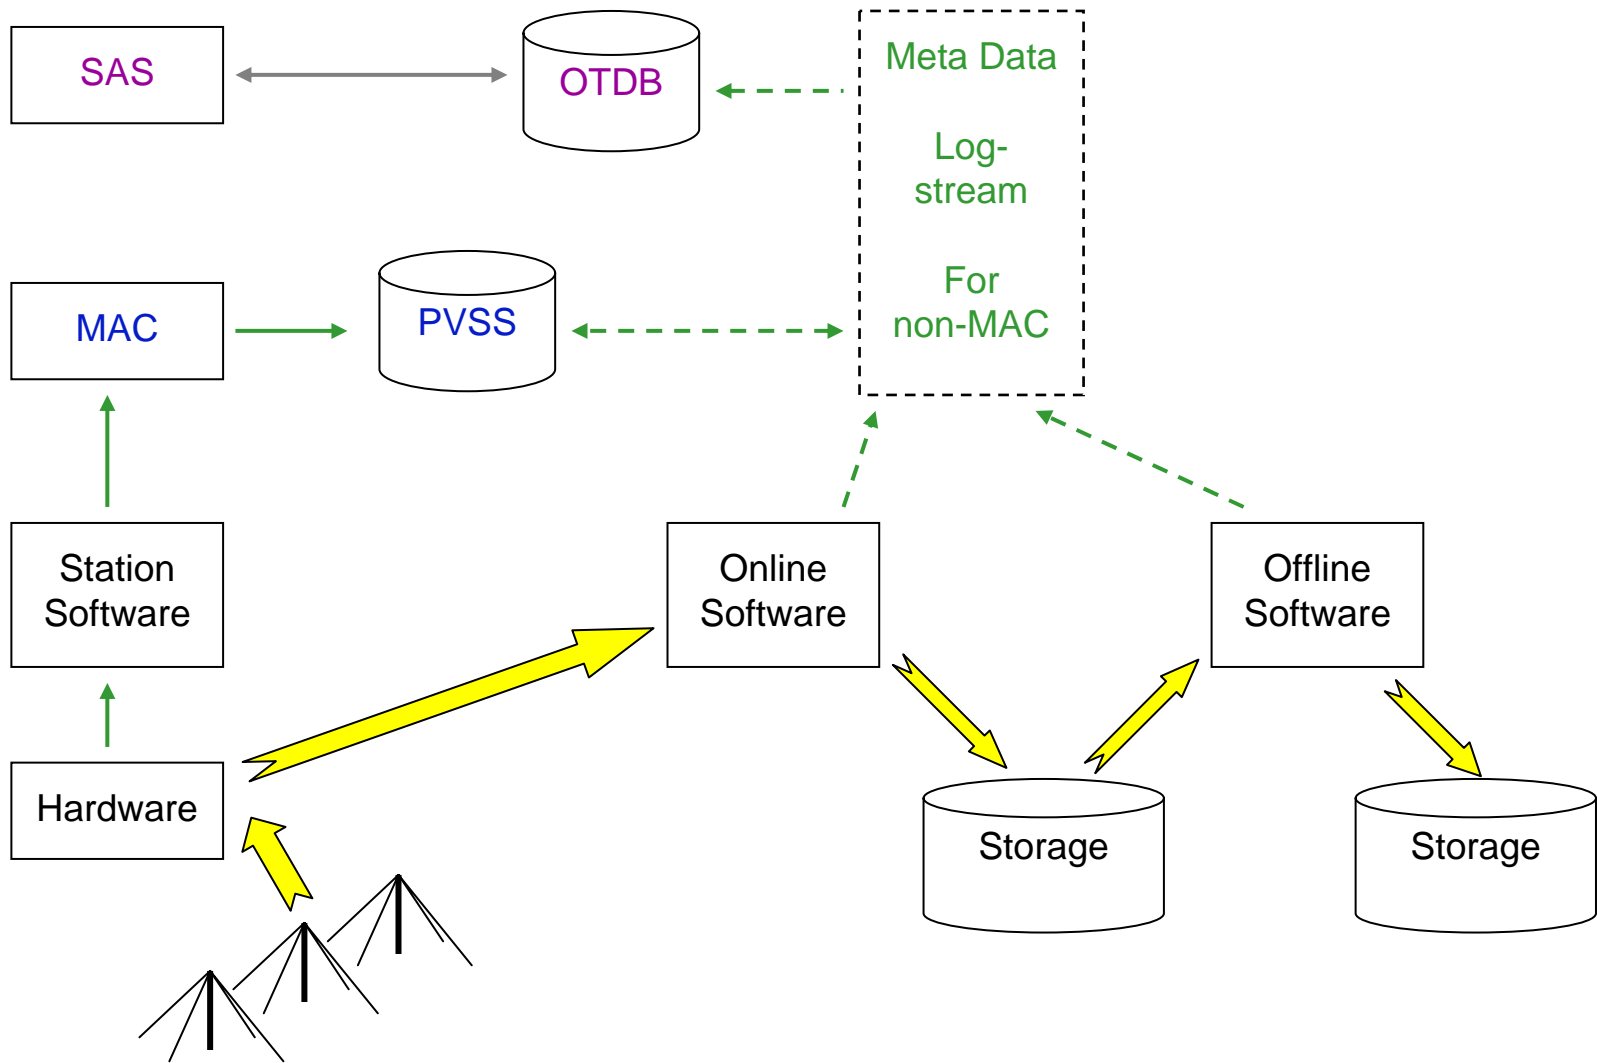 SAS
OTDB
Meta Data
Log-
stream
For
non-MAC
MAC
PVSS
Station
Software
Online
Software
Offline
Software
Hardware
Storage
Storage